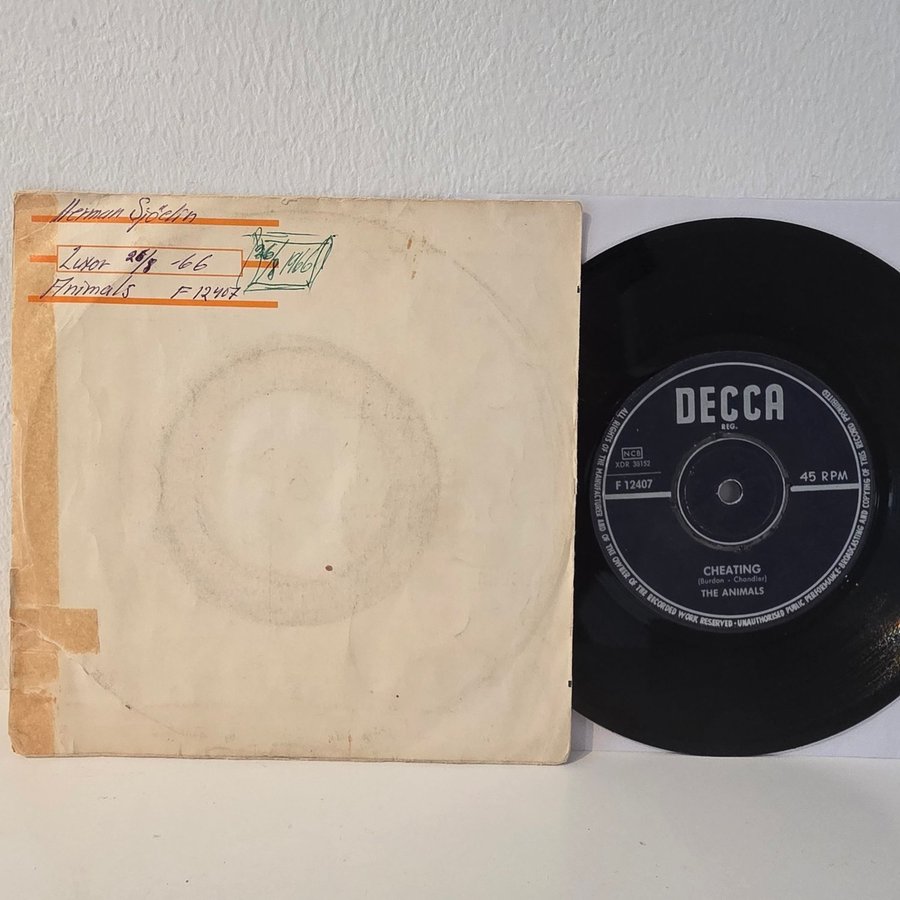 Herman Sjöelin
Luxor 26/8 -66
26/8 1966
Animals F 12407
DECCA
REG.
NCB
XDR 38152
F 12407
45 RPM
CHEATING
(Burdon - Chandler)
THE ANIMALS
ALL RIGHTS OF THE MANUFACTURER AND OF THE OWNER OF THE RECORDED WORK RESERVED · UNAUTHORISED PUBLIC PERFORMANCE · BROADCASTING AND COPYING OF THIS RECORD PROHIBITED